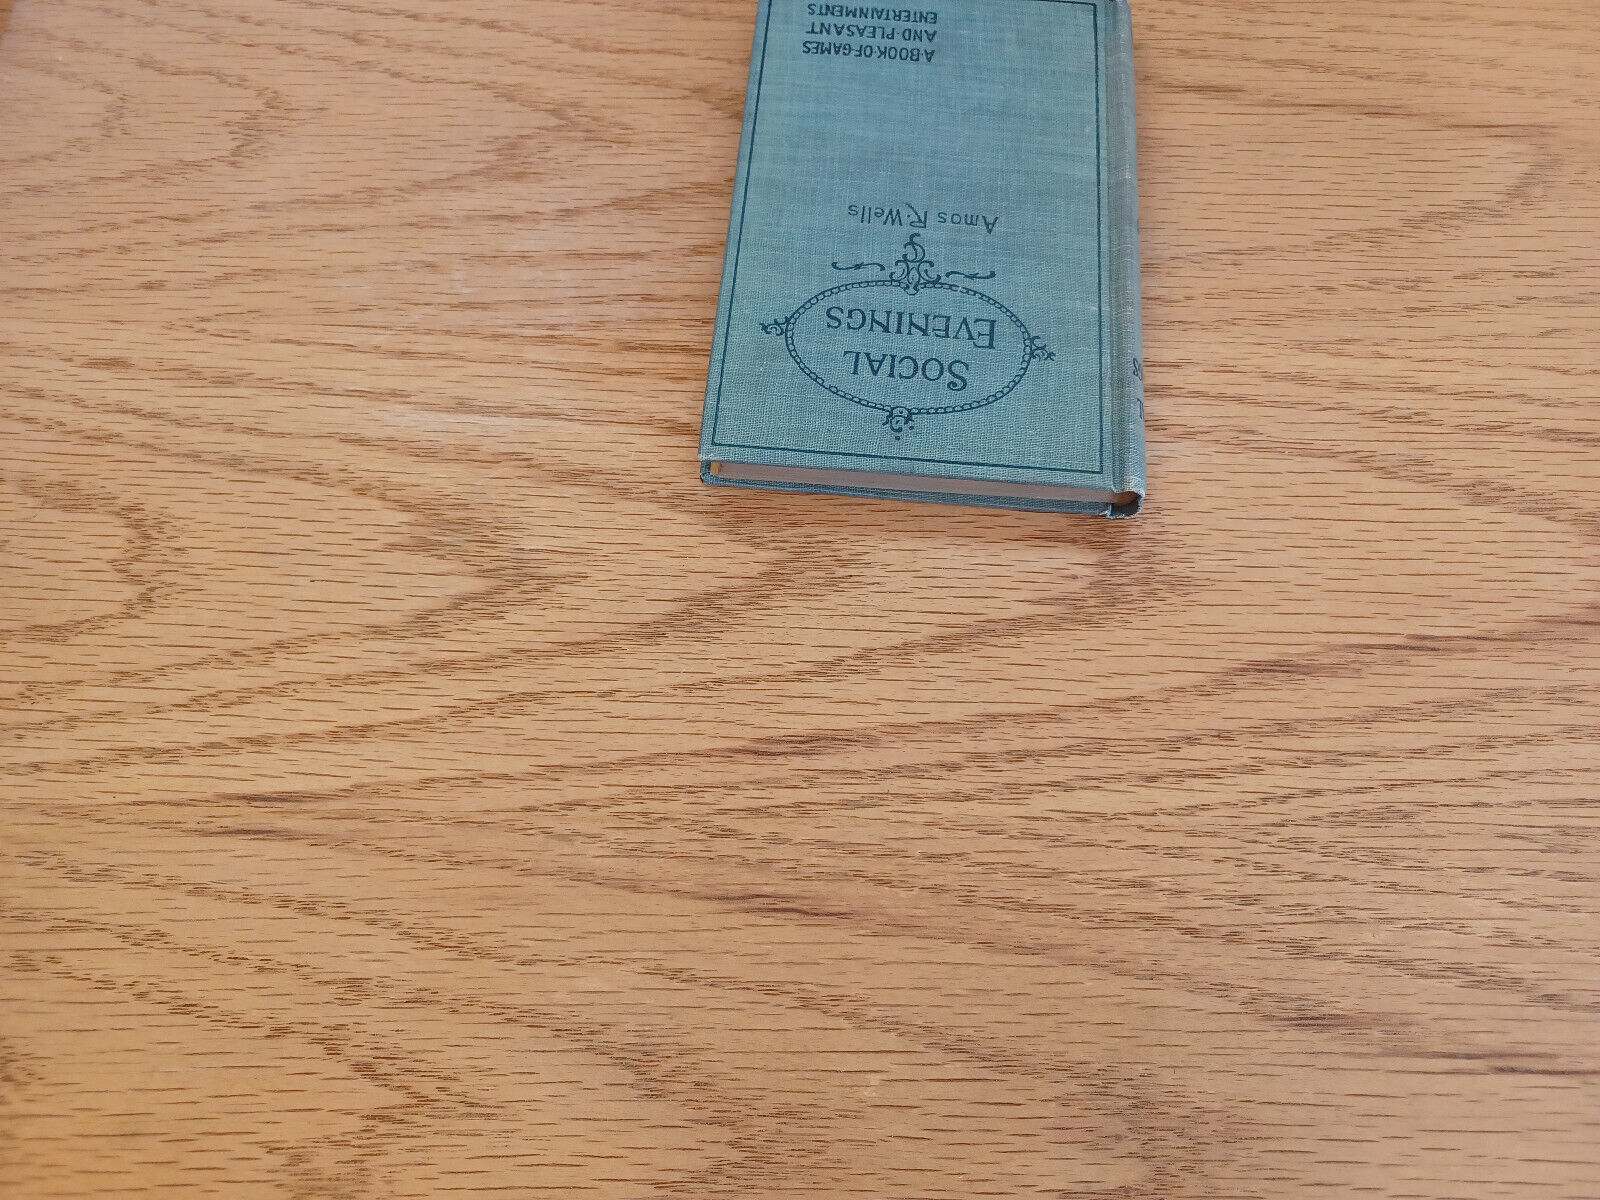 SOCIAL
EVENINGS
Amos R. Wells
A·BOOK·OF·GAMES
AND·PLEASANT
ENTERTAINMENTS